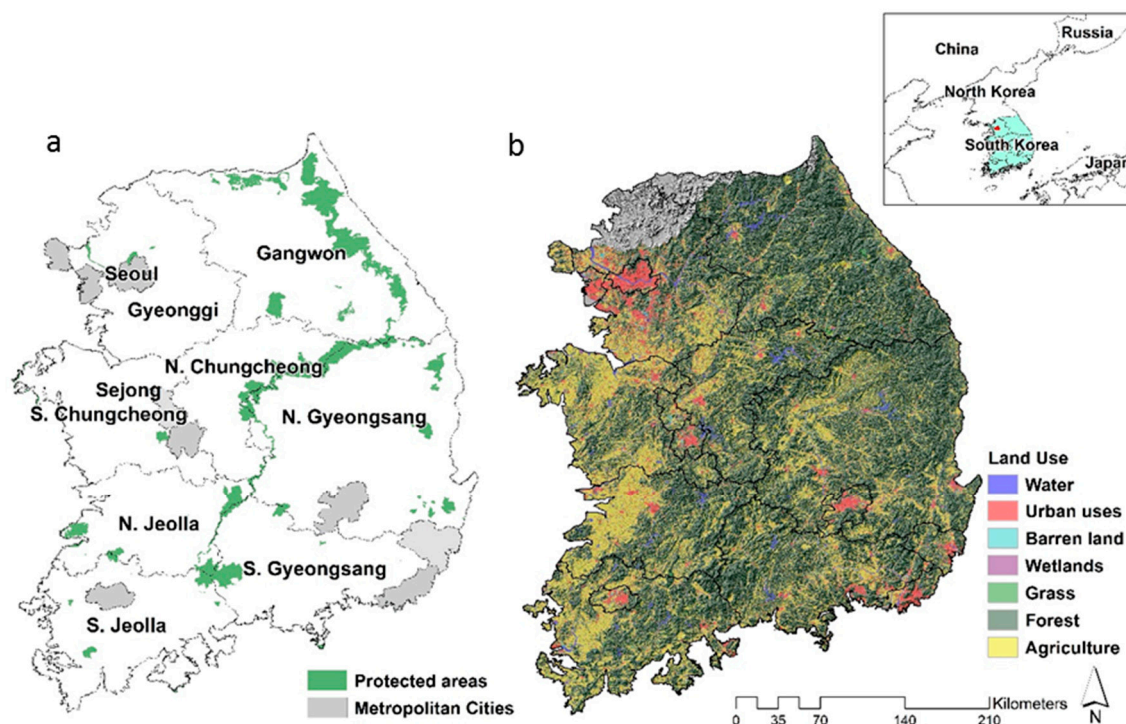 a
Seoul
Gyeonggi
Gangwon
N. Chungcheong
Sejong
S. Chungcheong
N. Gyeongsang
N. Jeolla
S. Gyeongsang
S. Jeolla
Protected areas
Metropolitan Cities
b
China
Russia
North Korea
South Korea
Japan
Land Use
Water
Urban uses
Barren land
Wetlands
Grass
Forest
Agriculture
Kilometers
0 35 70 140 210
N